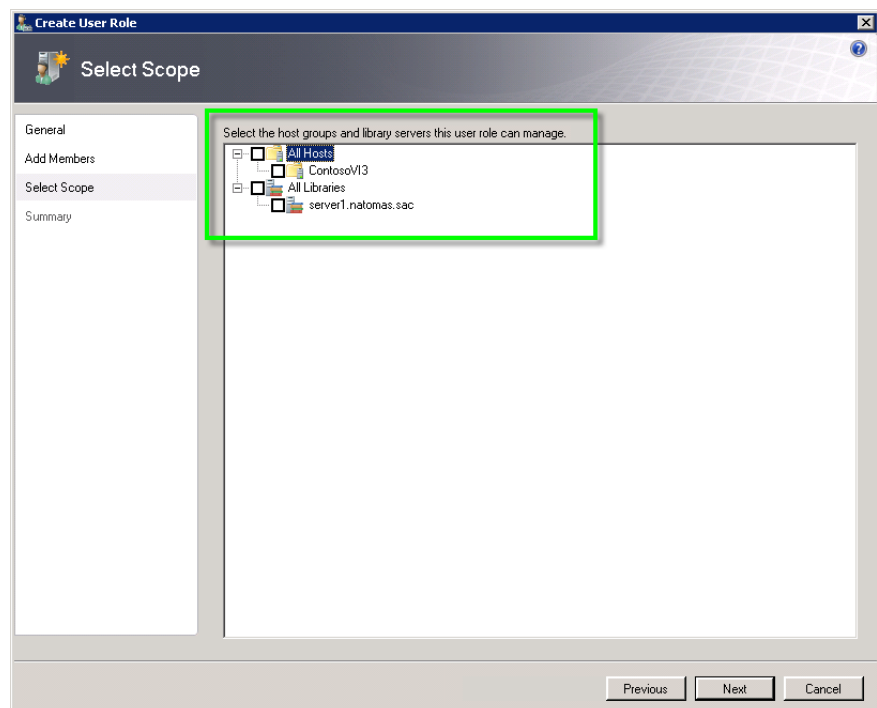 Create User Role
Select Scope
General
Add Members
Select Scope
Summary
Select the host groups and library servers this user role can manage.
All Hosts
ContosoVI3
All Libraries
server1.natomas.sac
Previous
Next
Cancel